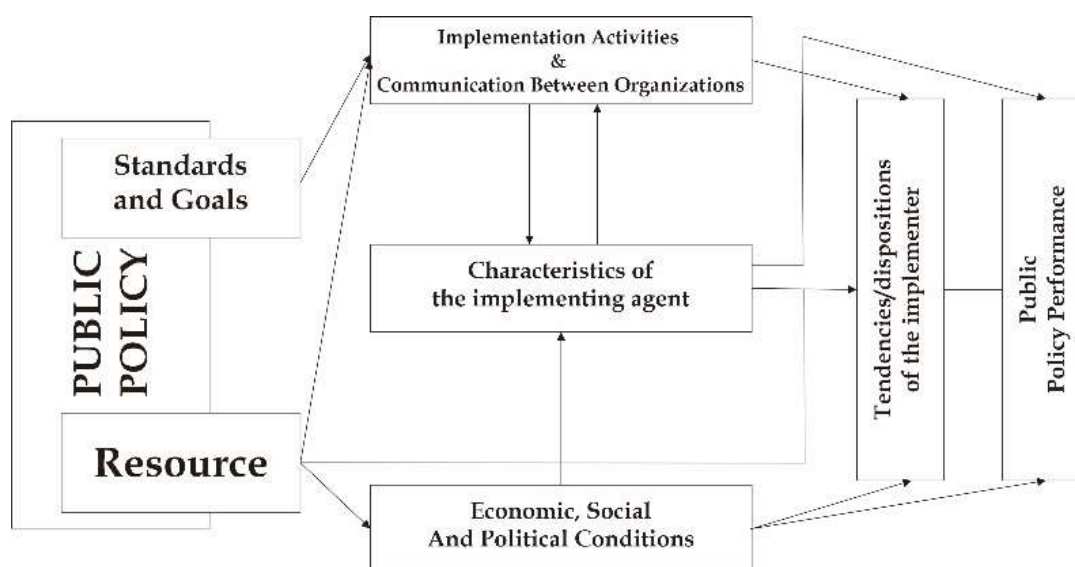 Implementation Activities
&
Communication Between Organizations
Standards
and Goals
PUBLIC
POLICY
Characteristics of
the implementing agent
Tendencies/dispositions
of the implementer
Public
Policy Performance
Resource
Economic, Social
And Political Conditions